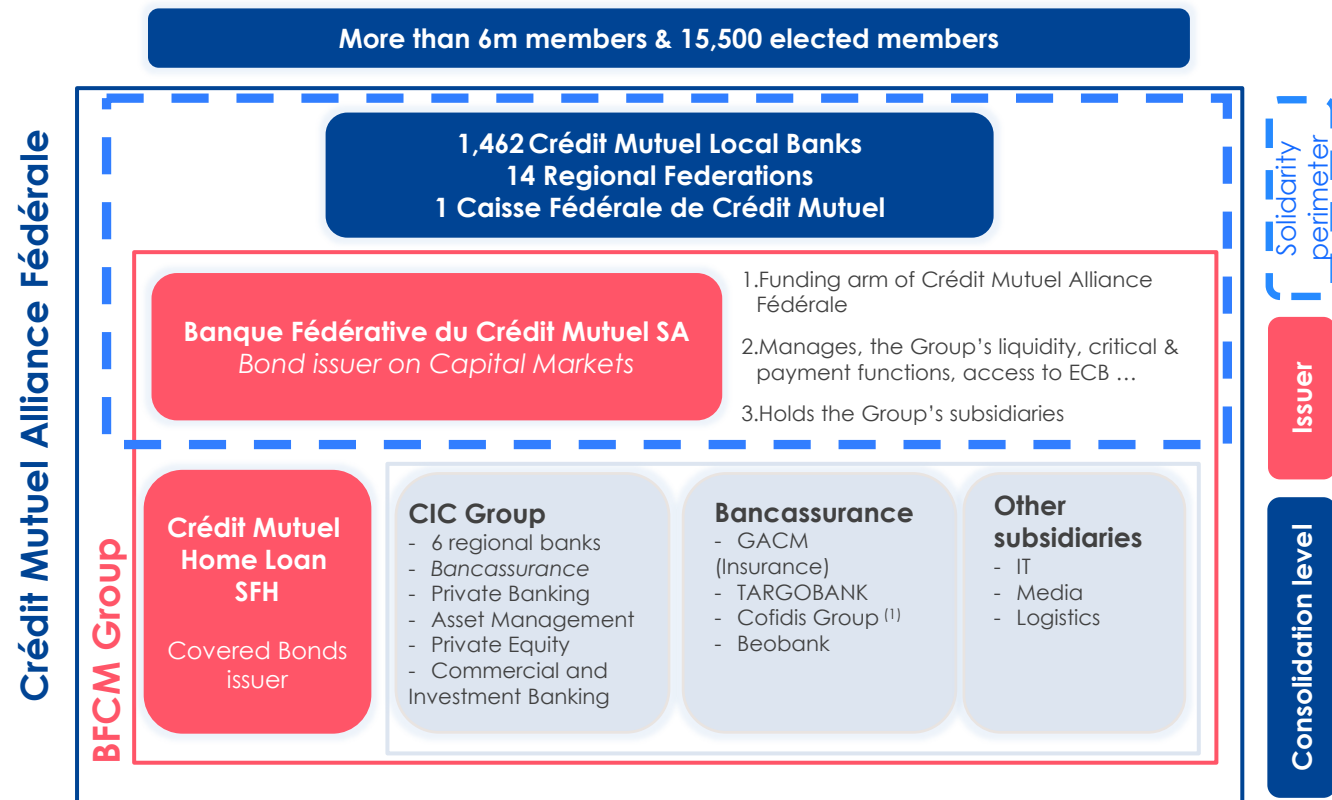 More than 6m members & 15,500 elected members
Crédit Mutuel Alliance Fédérale
1,462 Crédit Mutuel Local Banks
14 Regional Federations
1 Caisse Fédérale de Crédit Mutuel
Solidarity
perimeter
Banque Fédérative du Crédit Mutuel SA
Bond issuer on Capital Markets
1.Funding arm of Crédit Mutuel Alliance
Fédérale
2.Manages, the Group's liquidity, critical &
payment functions, access to ECB …
3.Holds the Group's subsidiaries
Issuer
BFCM Group
Crédit Mutuel
Home Loan
SFH
Covered Bonds
issuer
CIC Group
- 6 regional banks
- Bancassurance
- Private Banking
- Asset Management
- Private Equity
- Commercial and
Investment Banking
Bancassurance
- GACM
(Insurance)
- TARGOBANK
- Cofidis Group (1)
- Beobank
Other
subsidiaries
- IT
- Media
- Logistics
Consolidation level